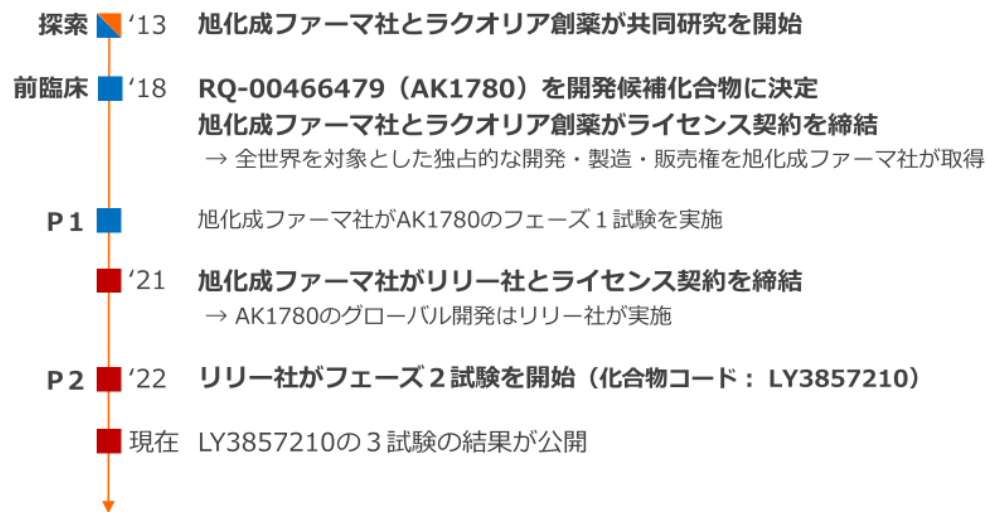 探索 ‘13 旭化成ファーマ社とラクオリア創薬が共同研究を開始
前臨床 ‘18 RQ-00466479（AK1780）を開発候補化合物に決定
旭化成ファーマ社とラクオリア創薬がライセンス契約を締結
→ 全世界を対象とした独占的な開発・製造・販売権を旭化成ファーマ社が取得
P1 旭化成ファーマ社がAK1780のフェーズ１試験を実施
‘21 旭化成ファーマ社がリリー社とライセンス契約を締結
→ AK1780のグローバル開発はリリー社が実施
P2 ‘22 リリー社がフェーズ２試験を開始（化合物コード： LY3857210）
現在 LY3857210の３試験の結果が公開